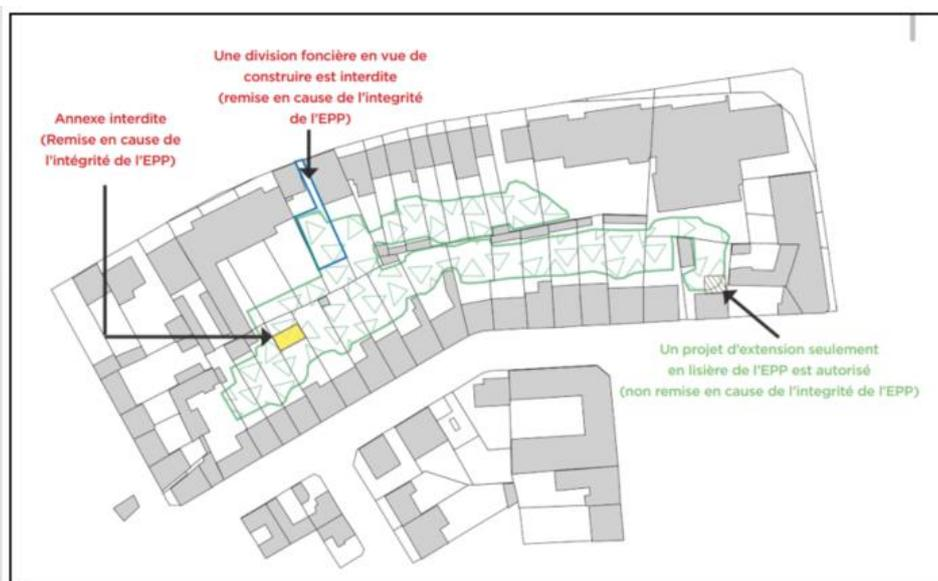 Une division foncière en vue de
construire est interdite
(remise en cause de l'integrité
de l'EPP)
Annexe interdite
(Remise en cause de
l'intégrité de l'EPP)
Un projet d'extension seulement
en lisière de l'EPP est autorisé
(non remise en cause de l'integrité de l'EPP)